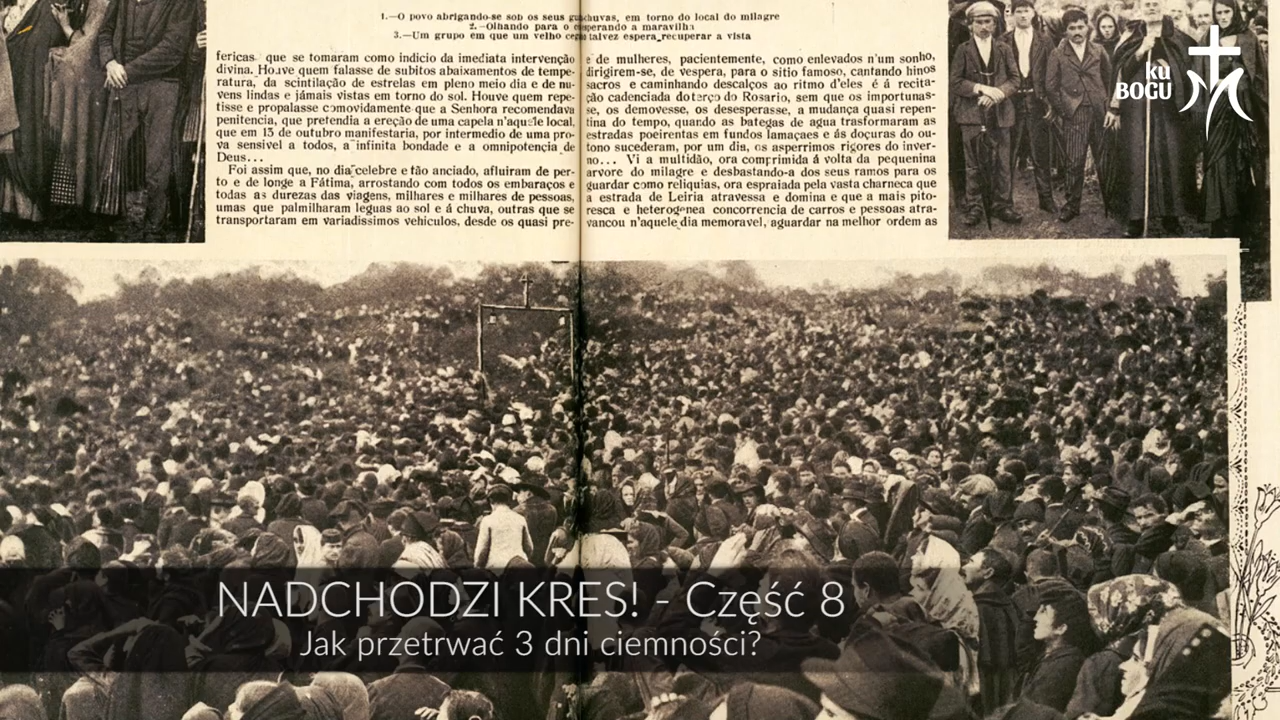 1.—O povo abrigando-se sob os seus guachuvas, em torno do local do milagre
2.—Olhando para o esperando a maravilha
3.—Um grupo em que um velho cego talvez espera recuperar a vista
fericas que se tomaram como indicio da imediata intervenção
divina. Houve quem falasse de subitos abaixamentos de tempe-
ratura, da scintilação de estrelas em pleno meio dia e de nu-
vens lindas e jámais vistas em torno do sol. Houve quem repe-
tisse e propalasse comovidamente que a Senhora recomendava
penitencia, que pretendia a ereção de uma capela n'aquele local,
que em 13 de outubro manifestaria, por intermedio de uma pro-
va sensivel a todos, a infinita bondade e a omnipotencia de
Deus...
Foi assim que, no dia celebre e tão anciado, afluiram de per-
to e de longe a Fátima, arrostando com todos os embaraços e
todas as durezas das viagens, milhares e milhares de pessoas,
umas que palmilharam leguas ao sol e á chuva, outras que se
transportaram em variadissimos vehiculos, desde os quasi pre-
e de mulheres, pacientemente, como enlevados n'um sonho,
dirigirem-se, de vespera, para o sitio famoso, cantando hinos
sacros e caminhando descalços ao ritmo d'eles e á recita-
ção cadenciada do terço do Rosario, sem que os importunas-
se, os demovesse, os desesperasse, a mudança quasi repen-
tina do tempo, quando as bategas de agua trasformaram as
estradas poeirentas em fundos lamaçaes e ás doçuras do ou-
tono sucederam, por um dia, os asperrimos rigores do inver-
no... Vi a multidão, ora comprimida á volta da pequenina
arvore do milagre e desbastando-a dos seus ramos para os
guardar como reliquias, ora espraiada pela vasta charneca que
a estrada de Leiria atravessa e domina e que a mais pito-
resca e heterogenea concorrencia de carros e pessoas atra-
vancou n'aquele dia memoravel, aguardar na melhor ordem as
ku
BOGU
NADCHODZI KRES! - Część 8
Jak przetrwać 3 dni ciemności?